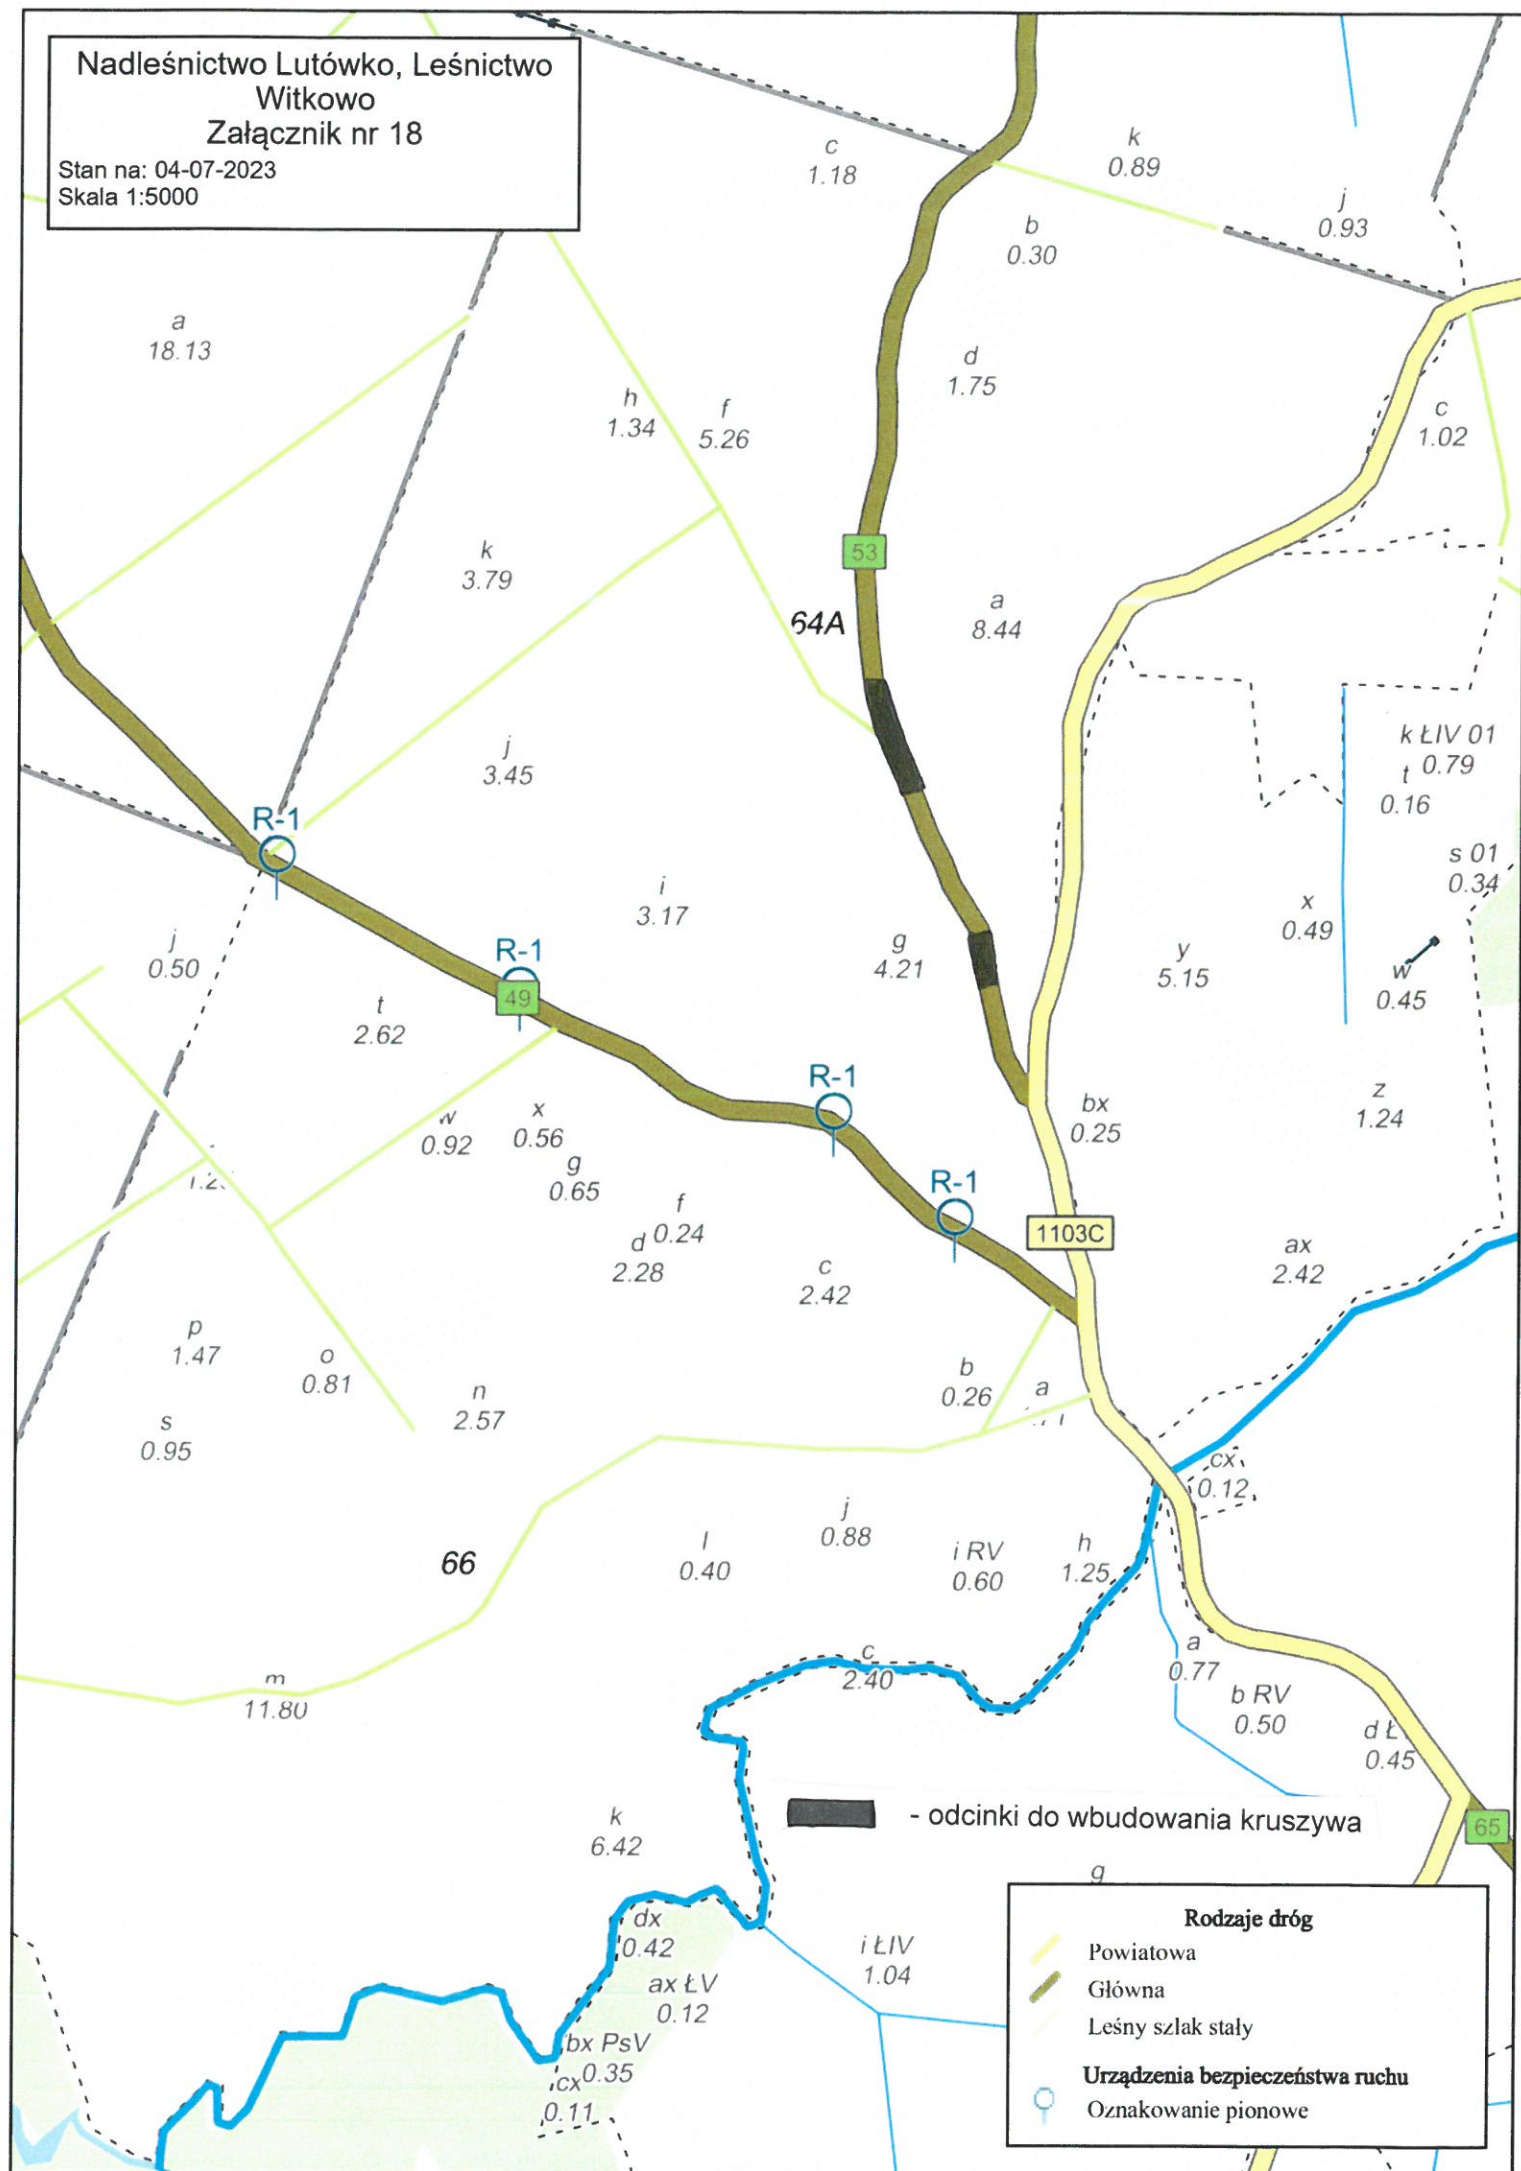 Nadleśnictwo Lutówko, Leśnictwo
Witkowo
Załącznik nr 18
Stan na: 04-07-2023
Skala 1:5000
c
1.18
k
0.89
j
0.93
b
0.30
a
18.13
d
1.75
h
1.34
f
5.26
c
1.02
k
3.79
53
64A
a
8.44
j
3.45
k ŁIV 01
0.79
t
0.16
R-1
s 01
0.34
i
3.17
x
0.49
j
0.50
R-1
49
g
4.21
y
5.15
w
0.45
t
2.62
R-1
bx
0.25
z
1.24
0.92
x
0.56
g
0.65
R-1
f
0.24
d
2.28
1103C
c
2.42
ax
2.42
p
1.47
o
0.81
n
2.57
b
0.26
a
s
0.95
cx
0.12
66
l
0.40
j
0.88
i RV
0.60
h
1.25
c
2.40
a
0.77
m
11.80
b RV
0.50
d Ł
0.45
- odcinki do wbudowania kruszywa
65
k
6.42
g
dx
0.42
i ŁIV
1.04
ax ŁV
0.12
bx PsV
0.35
cx
0.11
Rodzaje dróg
Powiatowa
Główna
Leśny szlak stały
Urządzenia bezpieczeństwa ruchu
Oznakowanie pionowe